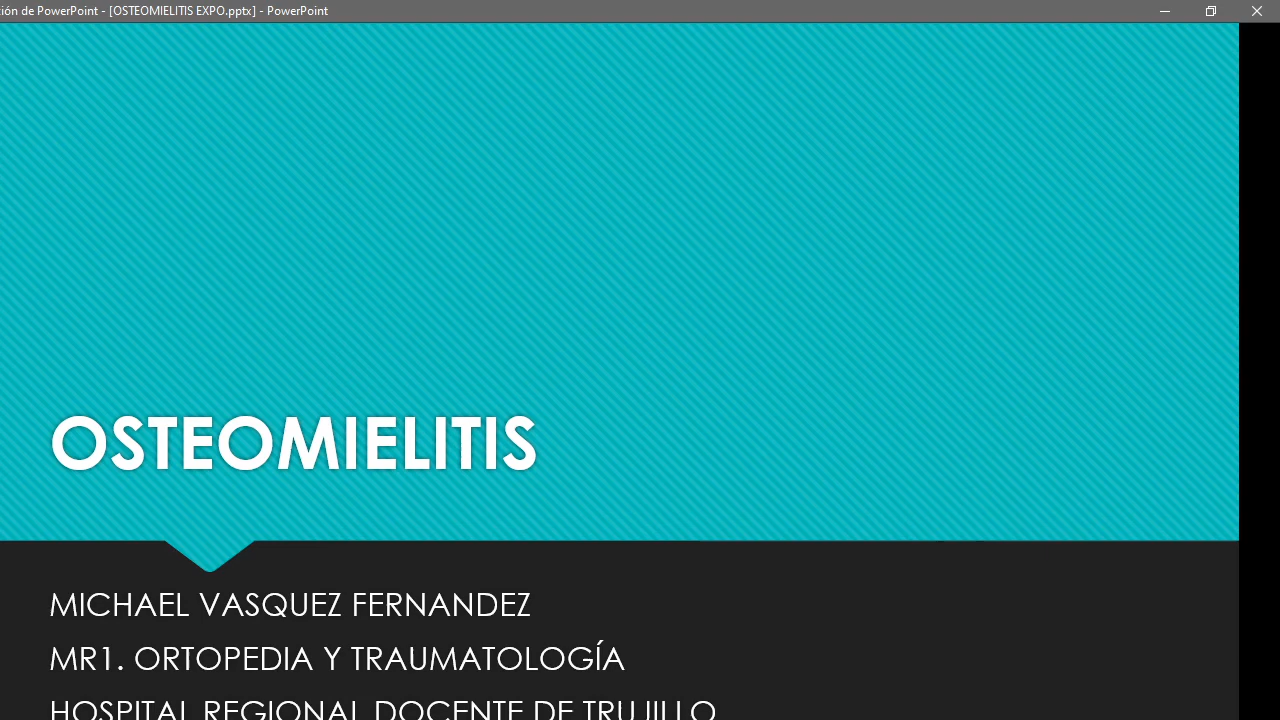 ión de PowerPoint - [OSTEOMIELITIS EXPO.pptx] - PowerPoint
OSTEOMIELITIS
MICHAEL VASQUEZ FERNANDEZ
MR1. ORTOPEDIA Y TRAUMATOLOGÍA
HOSPITAL REGIONAL DOCENTE DE TRUJILLO